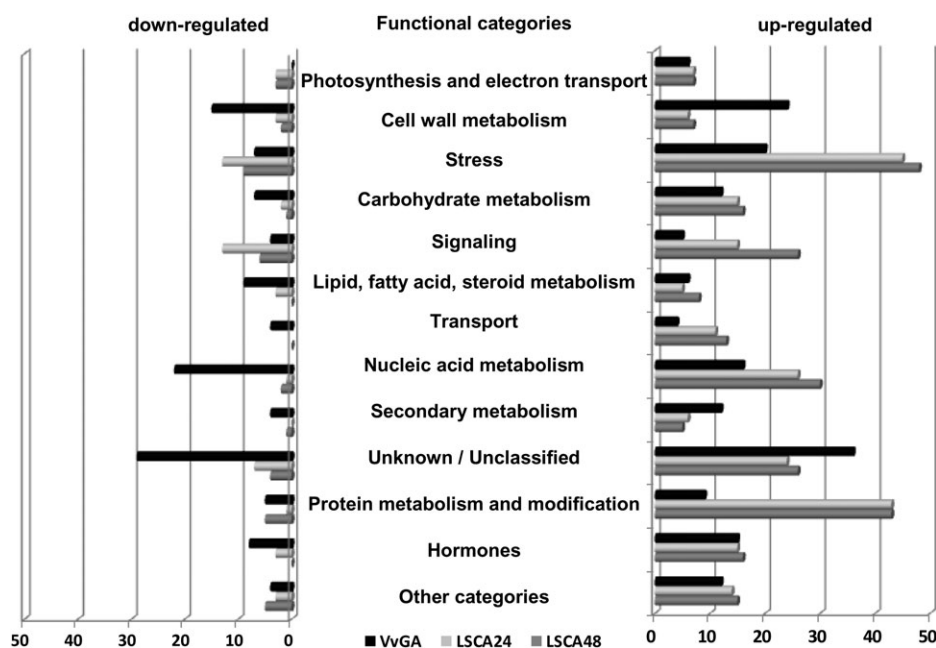 down-regulated Functional categories up-regulated
Photosynthesis and electron transport
Cell wall metabolism
Stress
Carbohydrate metabolism
Signaling
Lipid, fatty acid, steroid metabolism
Transport
Nucleic acid metabolism
Secondary metabolism
Unknown / Unclassified
Protein metabolism and modification
Hormones
Other categories
50 40 30 20 10 0 0 10 20 30 40 50
VvGA LSCA24 LSCA48